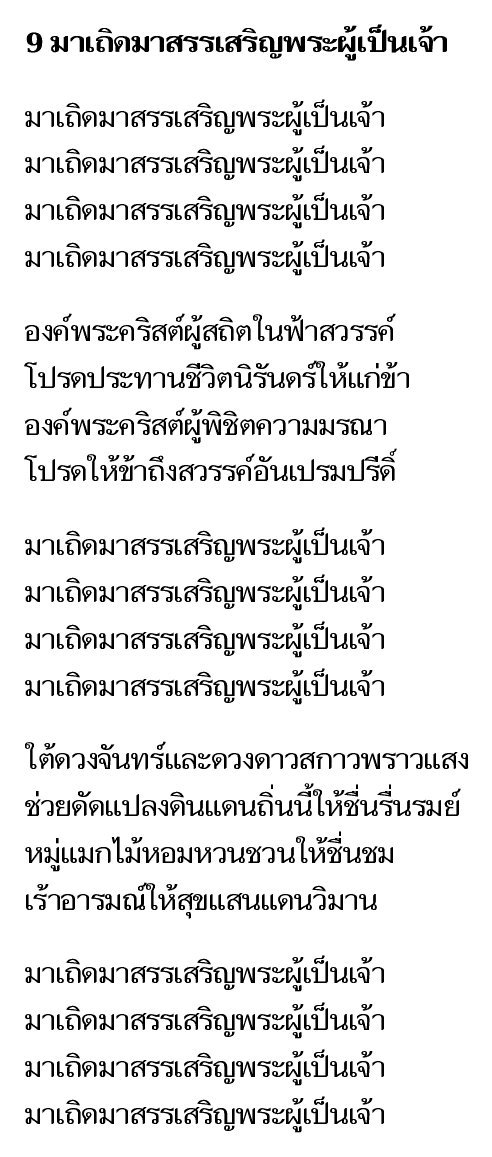 9 มาเถิดมาสรรเสริญพระผู้เป็นเจ้า
มาเถิดมาสรรเสริญพระผู้เป็นเจ้า
มาเถิดมาสรรเสริญพระผู้เป็นเจ้า
มาเถิดมาสรรเสริญพระผู้เป็นเจ้า
มาเถิดมาสรรเสริญพระผู้เป็นเจ้า
องค์พระคริสต์ผู้สถิตในฟ้าสวรรค์
โปรดประทานชีวิตนิรันดร์ให้แก่ข้า
องค์พระคริสต์ผู้พิชิตความมรณา
โปรดให้ข้าถึงสวรรค์อันเปรมปรีดิ์
มาเถิดมาสรรเสริญพระผู้เป็นเจ้า
มาเถิดมาสรรเสริญพระผู้เป็นเจ้า
มาเถิดมาสรรเสริญพระผู้เป็นเจ้า
มาเถิดมาสรรเสริญพระผู้เป็นเจ้า
ใต้ดวงจันทร์และดวงดาวสกาวพราวแสง
ช่วยดัดแปลงดินแดนถิ่นนี้ให้ชื่นรื่นรมย์
หมู่แมกไม้หอมหวนชวนให้ชื่นชม
เร้าอารมณ์ให้สุขแสนแดนวิมาน
มาเถิดมาสรรเสริญพระผู้เป็นเจ้า
มาเถิดมาสรรเสริญพระผู้เป็นเจ้า
มาเถิดมาสรรเสริญพระผู้เป็นเจ้า
มาเถิดมาสรรเสริญพระผู้เป็นเจ้า